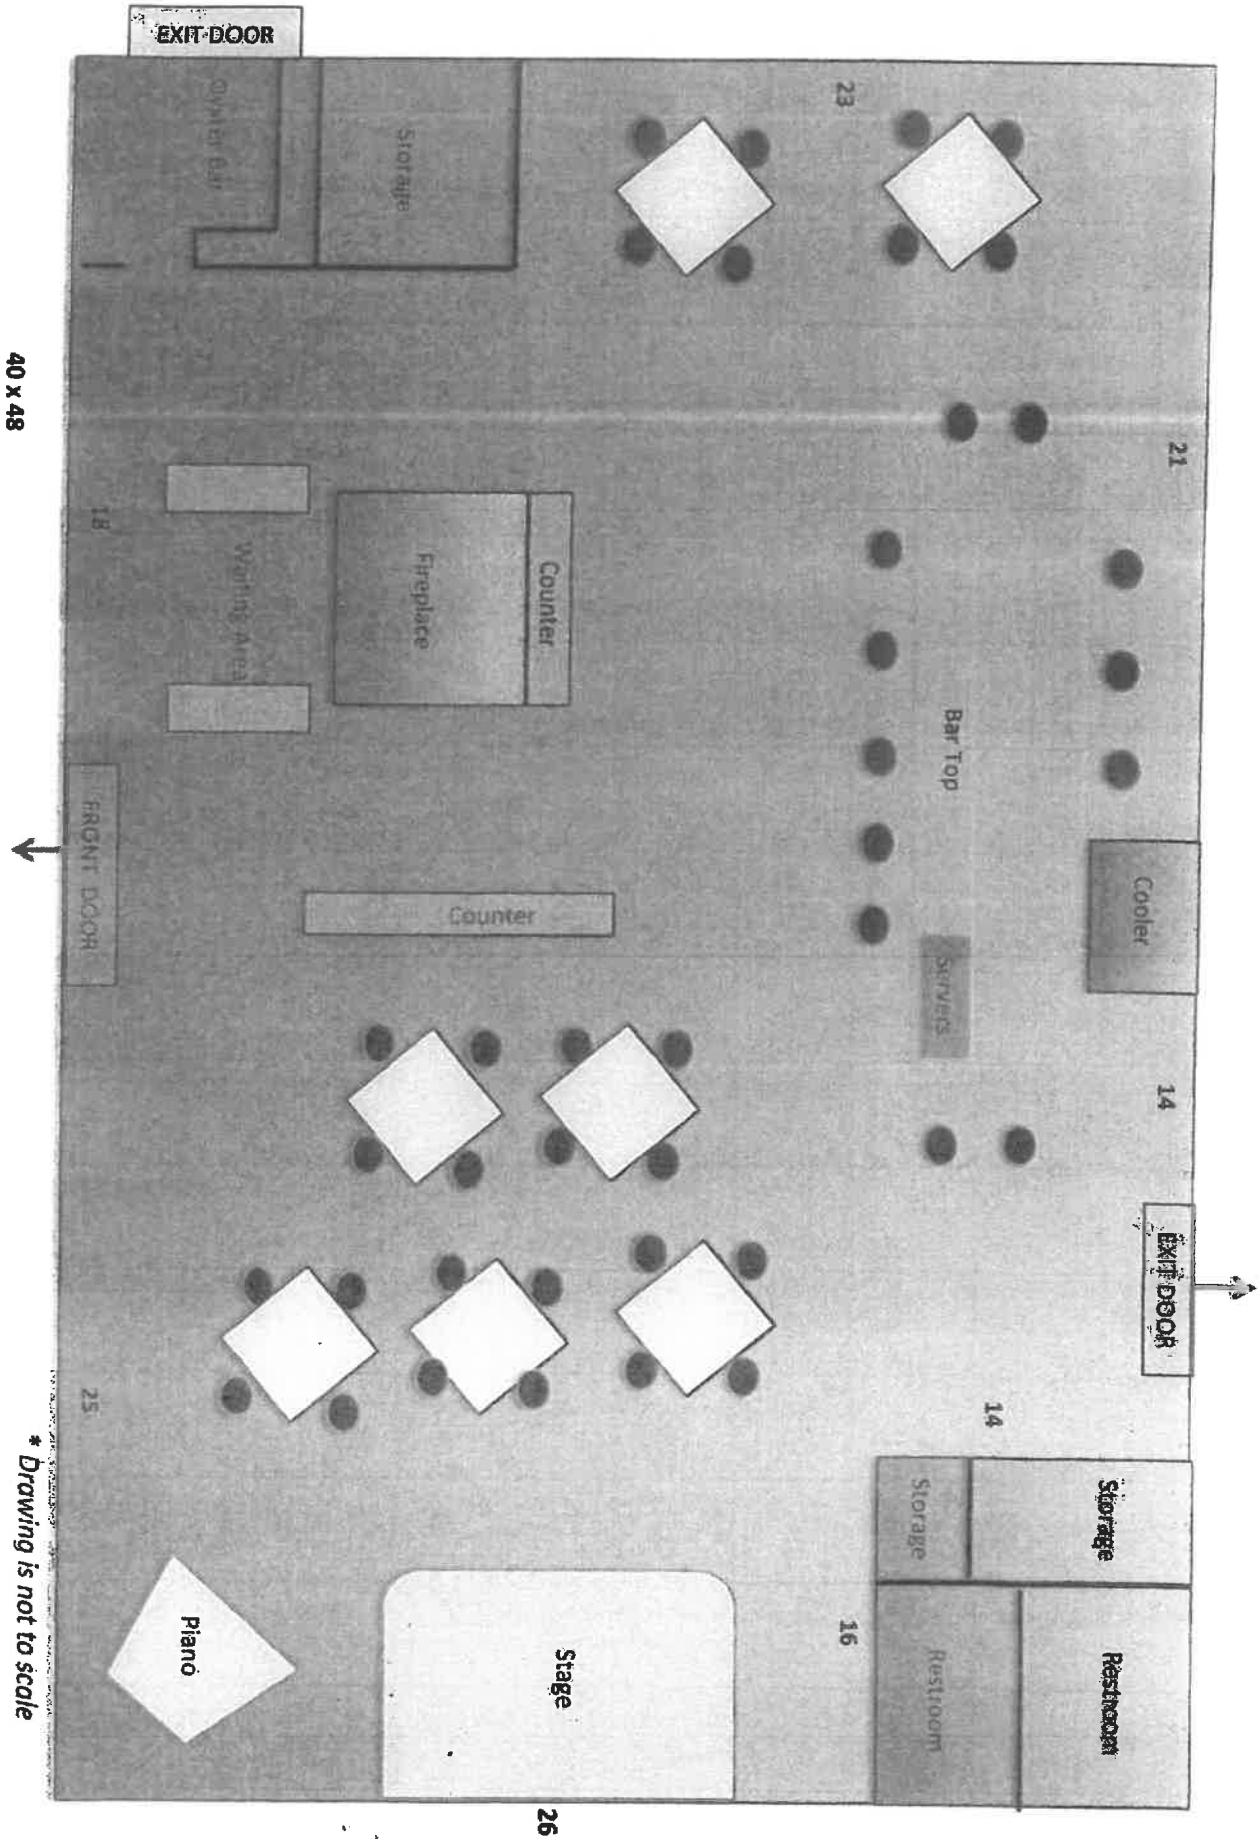 EXIT DOOR
Oyster Bar
Storage
23
21
18
Waiting Area
Fireplace
Counter
Bar Top
Cooler
FRONT DOOR
Counter
Servers
14
EXIT DOOR
14
25
Storage
Storage
16
Restroom
Restroom
Piano
Stage
26
40 x 48
* Drawing is not to scale